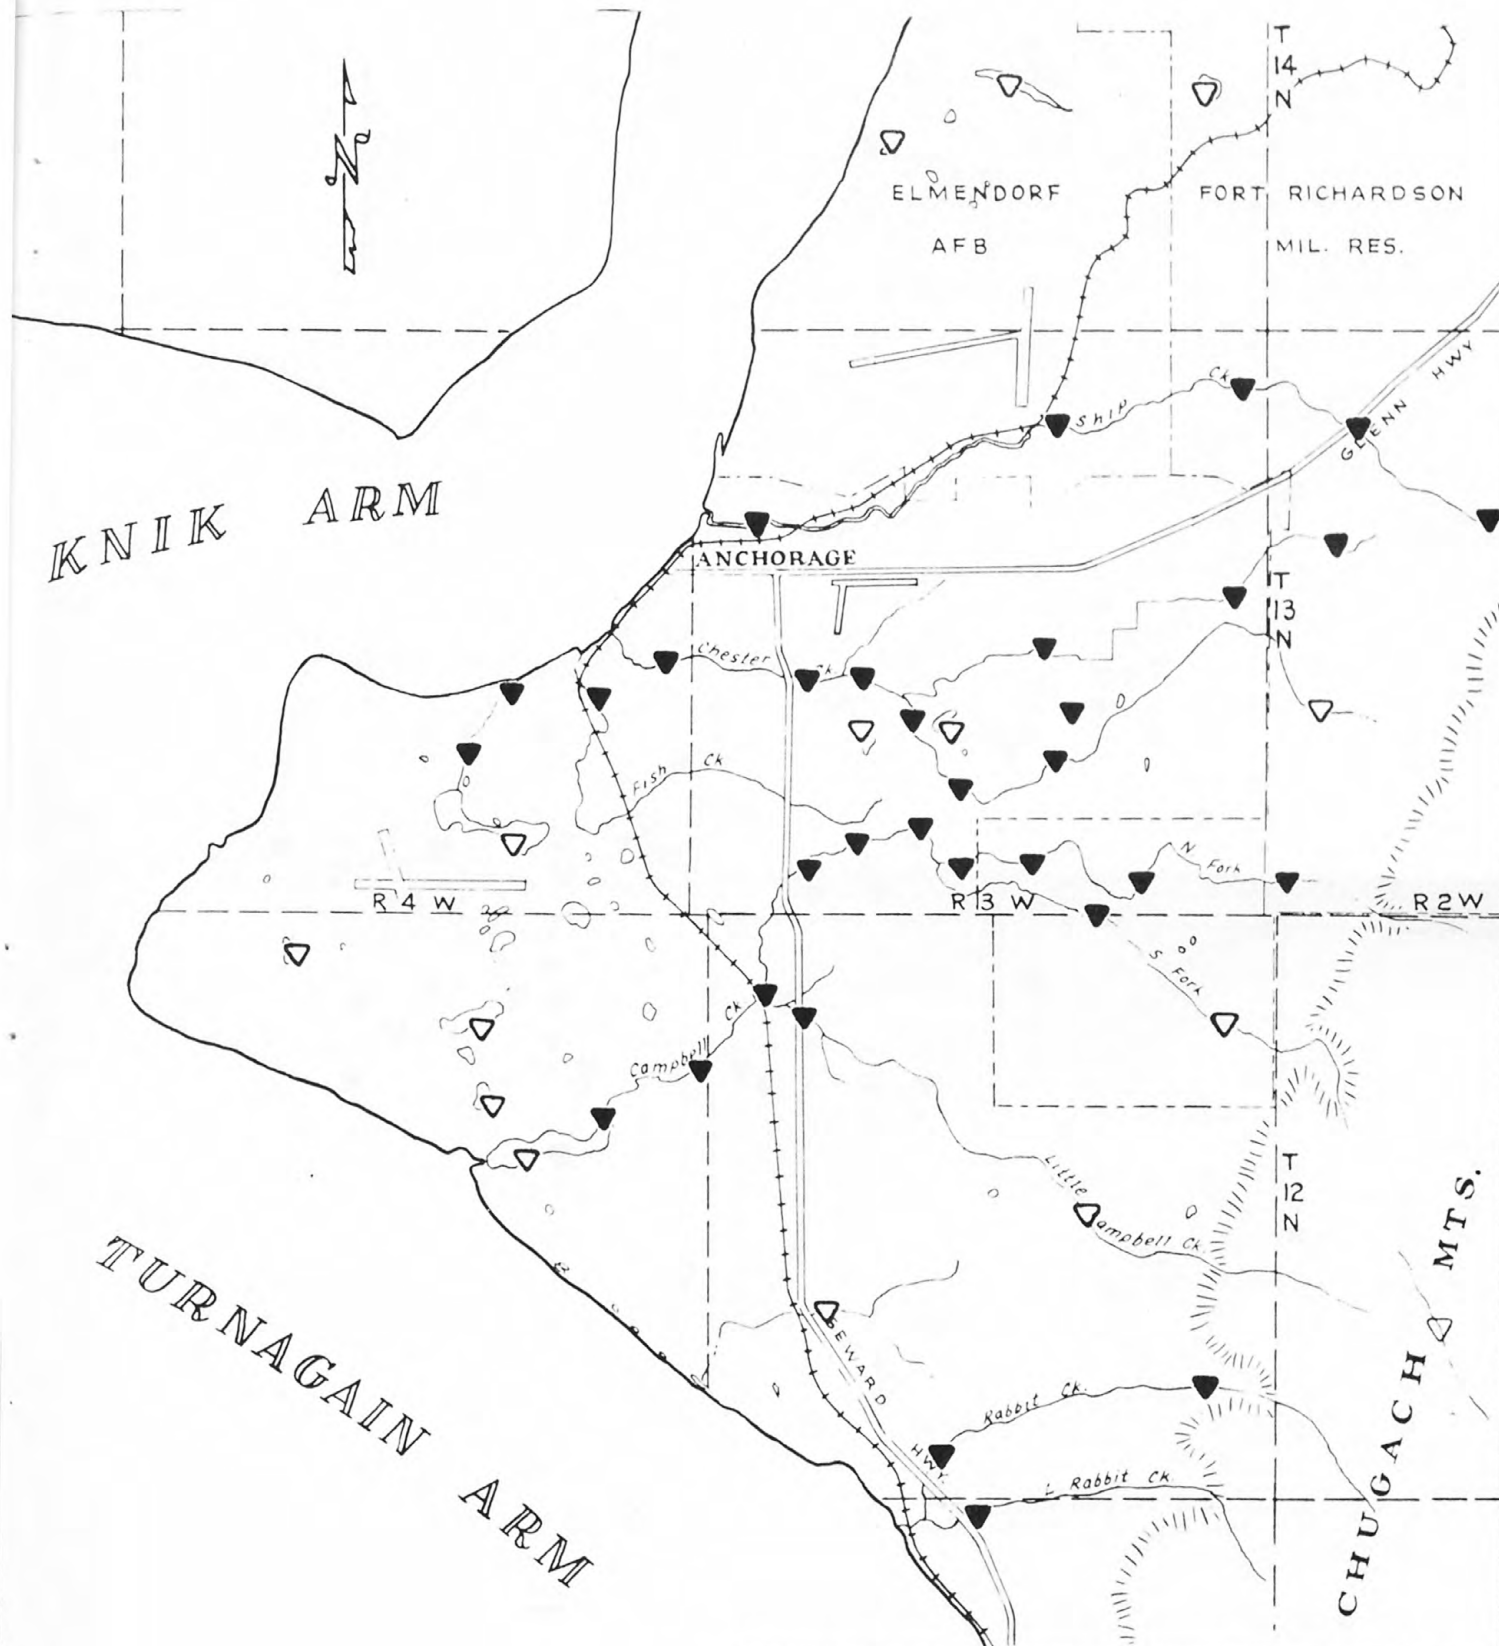 T
14
N
N
ELMENDORF
AFB
FORT RICHARDSON
MIL. RES.
GLENN HWY
Ship Ck
KNIK ARM
ANCHORAGE
T
13
N
Chester Ck.
Fish Ck
N Fork
R 4 W
R 3 W
R 2 W
S Fork
Campbell Ck
Little Campbell Ck.
T
12
N
TURNAGAIN ARM
SEWARD HWY.
Rabbit Ck.
L Rabbit Ck.
CHUGACH MTS.